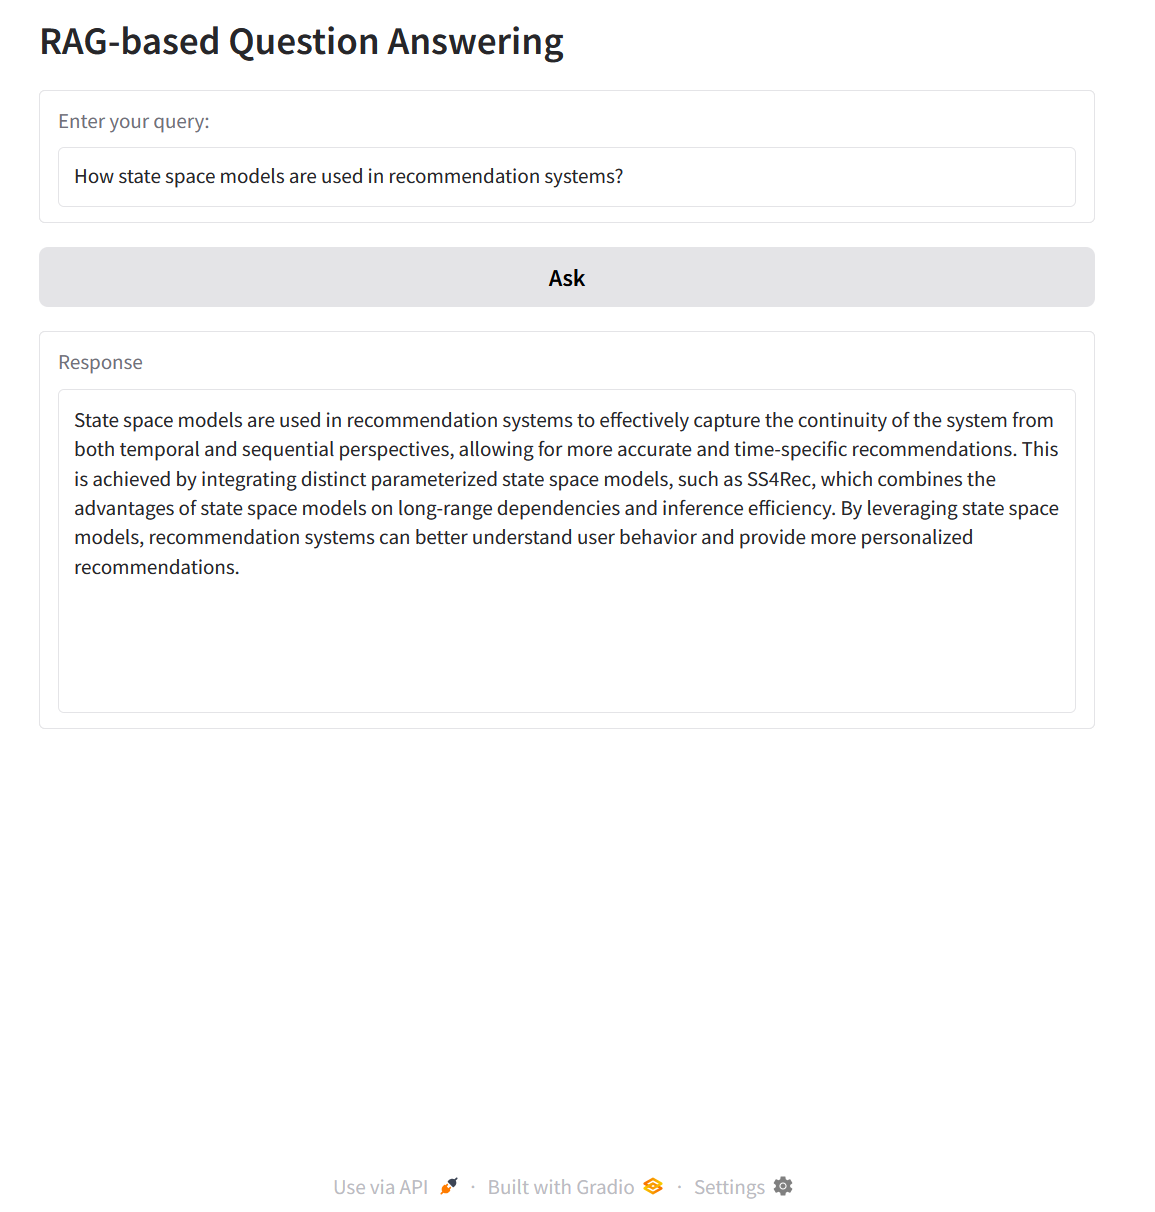 RAG-based Question Answering
Enter your query:
How state space models are used in recommendation systems?
Ask
Response
State space models are used in recommendation systems to effectively capture the continuity of the system from
both temporal and sequential perspectives, allowing for more accurate and time-specific recommendations. This
is achieved by integrating distinct parameterized state space models, such as SS4Rec, which combines the
advantages of state space models on long-range dependencies and inference efficiency. By leveraging state space
models, recommendation systems can better understand user behavior and provide more personalized
recommendations.
Use via API · Built with Gradio · Settings